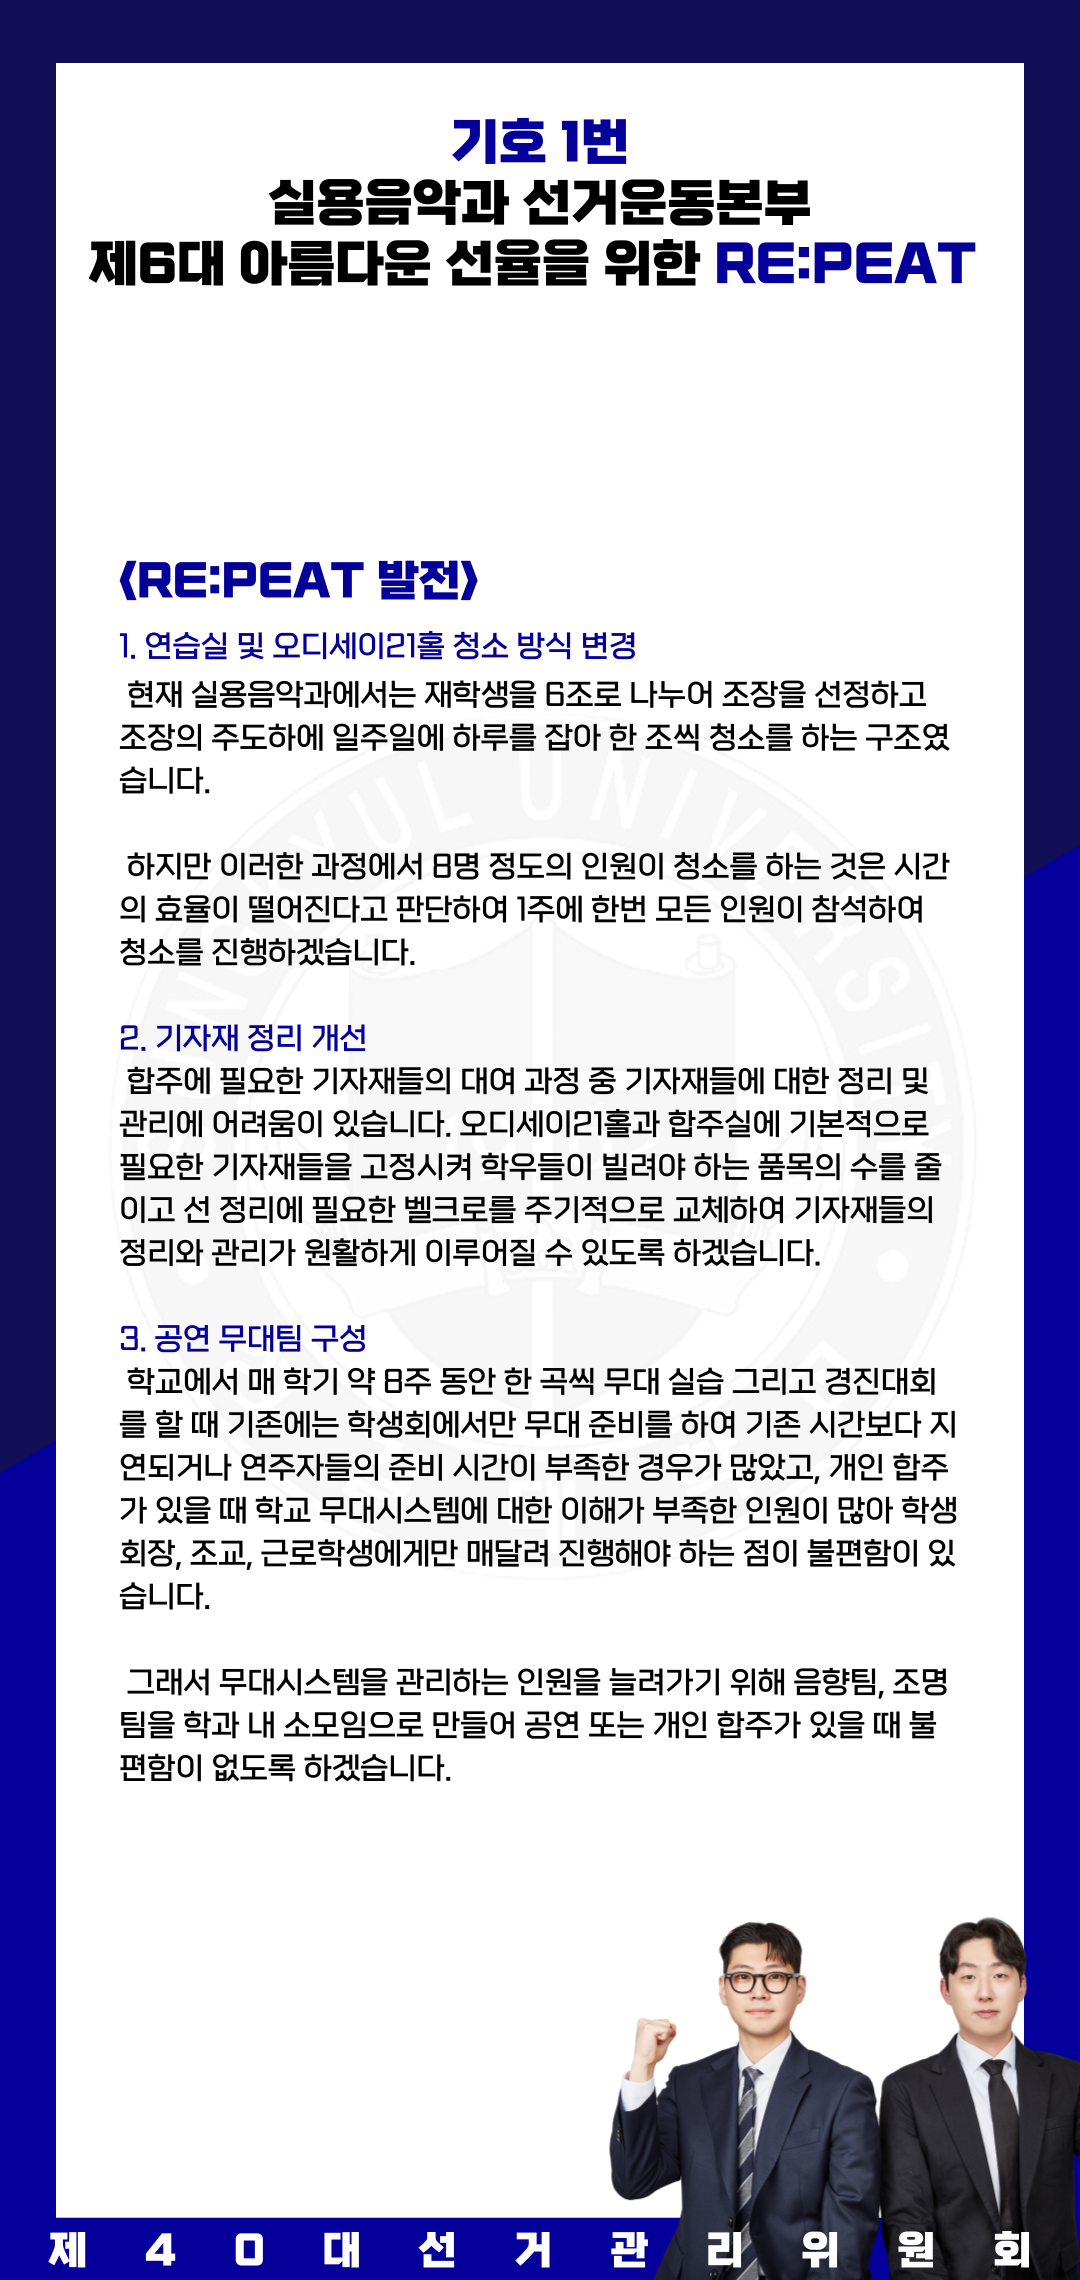 기호 1번
실용음악과 선거운동본부
제6대 아름다운 선율을 위한 RE:PEAT
<RE:PEAT 발전>
1. 연습실 및 오디세이21홀 청소 방식 변경
현재 실용음악과에서는 재학생을 6조로 나누어 조장을 선정하고
조장의 주도하에 일주일에 하루를 잡아 한 조씩 청소를 하는 구조였
습니다.
하지만 이러한 과정에서 8명 정도의 인원이 청소를 하는 것은 시간
의 효율이 떨어진다고 판단하여 1주에 한번 모든 인원이 참석하여
청소를 진행하겠습니다.
2. 기자재 정리 개선
합주에 필요한 기자재들의 대여 과정 중 기자재들에 대한 정리 및
관리에 어려움이 있습니다. 오디세이21홀과 합주실에 기본적으로
필요한 기자재들을 고정시켜 학우들이 빌려야 하는 품목의 수를 줄
이고 선 정리에 필요한 벨크로를 주기적으로 교체하여 기자재들의
정리와 관리가 원활하게 이루어질 수 있도록 하겠습니다.
3. 공연 무대팀 구성
학교에서 매 학기 약 8주 동안 한 곡씩 무대 실습 그리고 경진대회
를 할 때 기존에는 학생회에서만 무대 준비를 하여 기존 시간보다 지
연되거나 연주자들의 준비 시간이 부족한 경우가 많았고, 개인 합주
가 있을 때 학교 무대시스템에 대한 이해가 부족한 인원이 많아 학생
회장, 조교, 근로학생에게만 매달려 진행해야 하는 점이 불편함이 있
습니다.
그래서 무대시스템을 관리하는 인원을 늘려가기 위해 음향팀, 조명
팀을 학과 내 소모임으로 만들어 공연 또는 개인 합주가 있을 때 불
편함이 없도록 하겠습니다.
제40대선거관리위원회